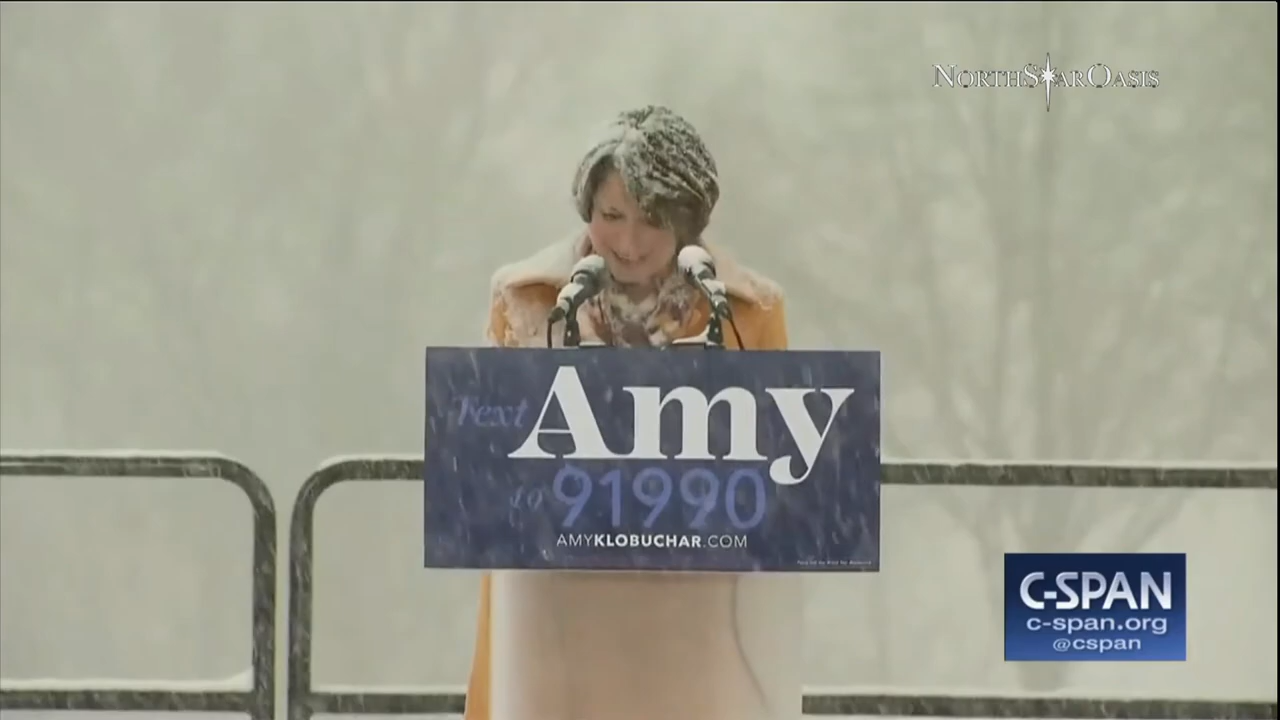 NORTHSTAROASIS
Text Amy
to 91990
AMYKLOBUCHAR.COM
C-SPAN
c-span.org
@cspan